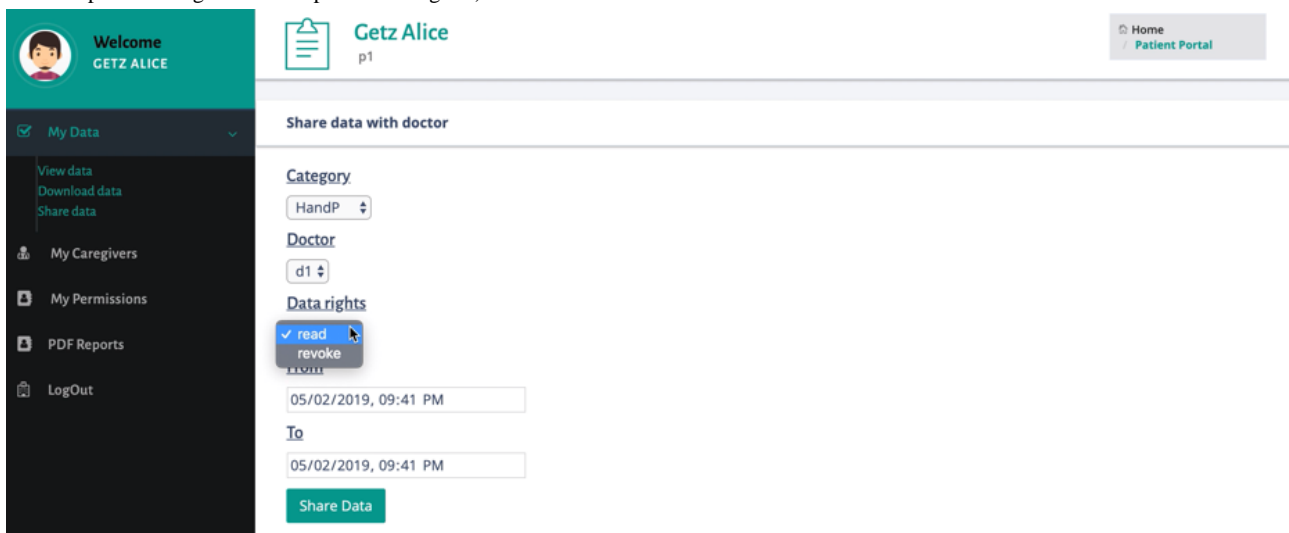 Welcome
GETZ ALICE
My Data
View data
Download data
Share data
My Caregivers
My Permissions
PDF Reports
LogOut
Getz Alice
p1
Home
/ Patient Portal
Share data with doctor
Category
HandP
Doctor
d1
Data rights
✓ read
revoke
From
05/02/2019, 09:41 PM
To
05/02/2019, 09:41 PM
Share Data